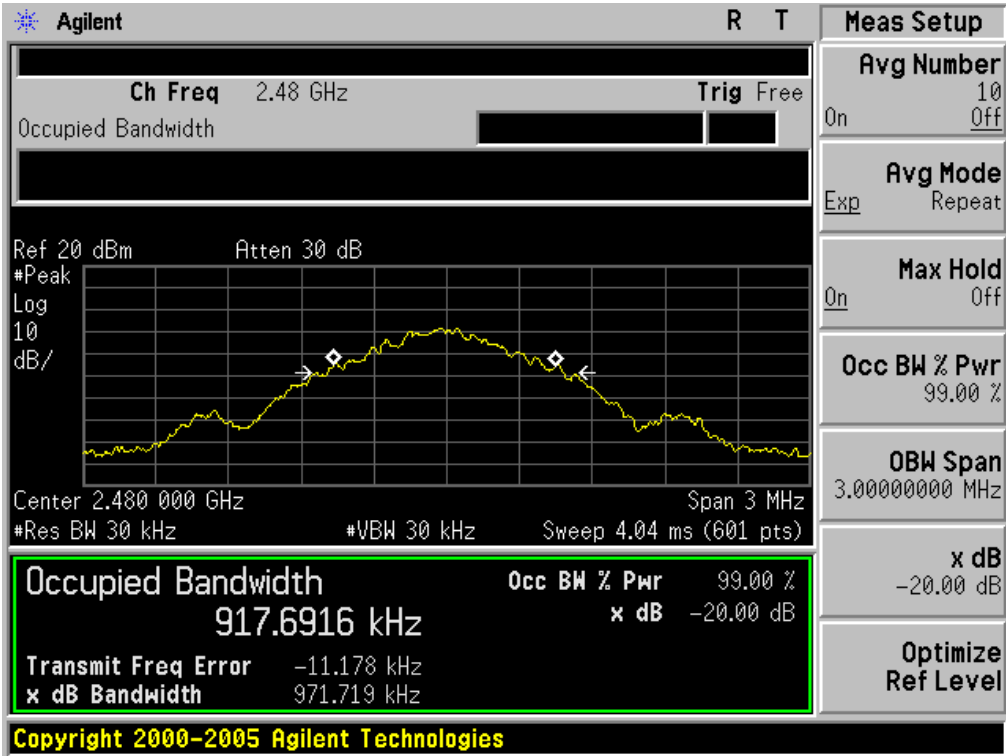 Agilent R T
Ch Freq 2.48 GHz Trig Free
Occupied Bandwidth
Ref 20 dBm Atten 30 dB
#Peak
Log
10
dB/
Center 2.480 000 GHz Span 3 MHz
#Res BW 30 kHz #VBW 30 kHz Sweep 4.04 ms (601 pts)
Occupied Bandwidth Occ BW % Pwr 99.00 %
917.6916 kHz x dB -20.00 dB
Transmit Freq Error -11.178 kHz
x dB Bandwidth 971.719 kHz
Copyright 2000-2005 Agilent Technologies
Meas Setup
Avg Number
10
On Off
Avg Mode
Exp Repeat
Max Hold
On Off
Occ BW % Pwr
99.00 %
OBW Span
3.00000000 MHz
x dB
-20.00 dB
Optimize
Ref Level